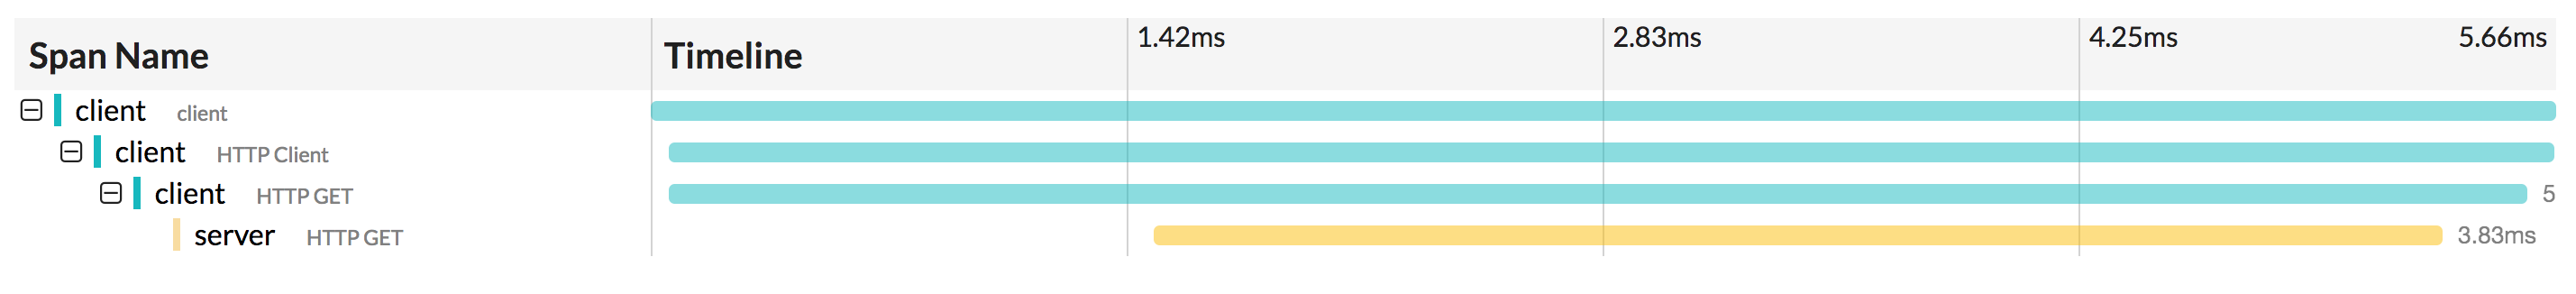 Span Name Timeline 1.42ms 2.83ms 4.25ms 5.66ms
client client
client HTTP Client
client HTTP GET 5
server HTTP GET 3.83ms